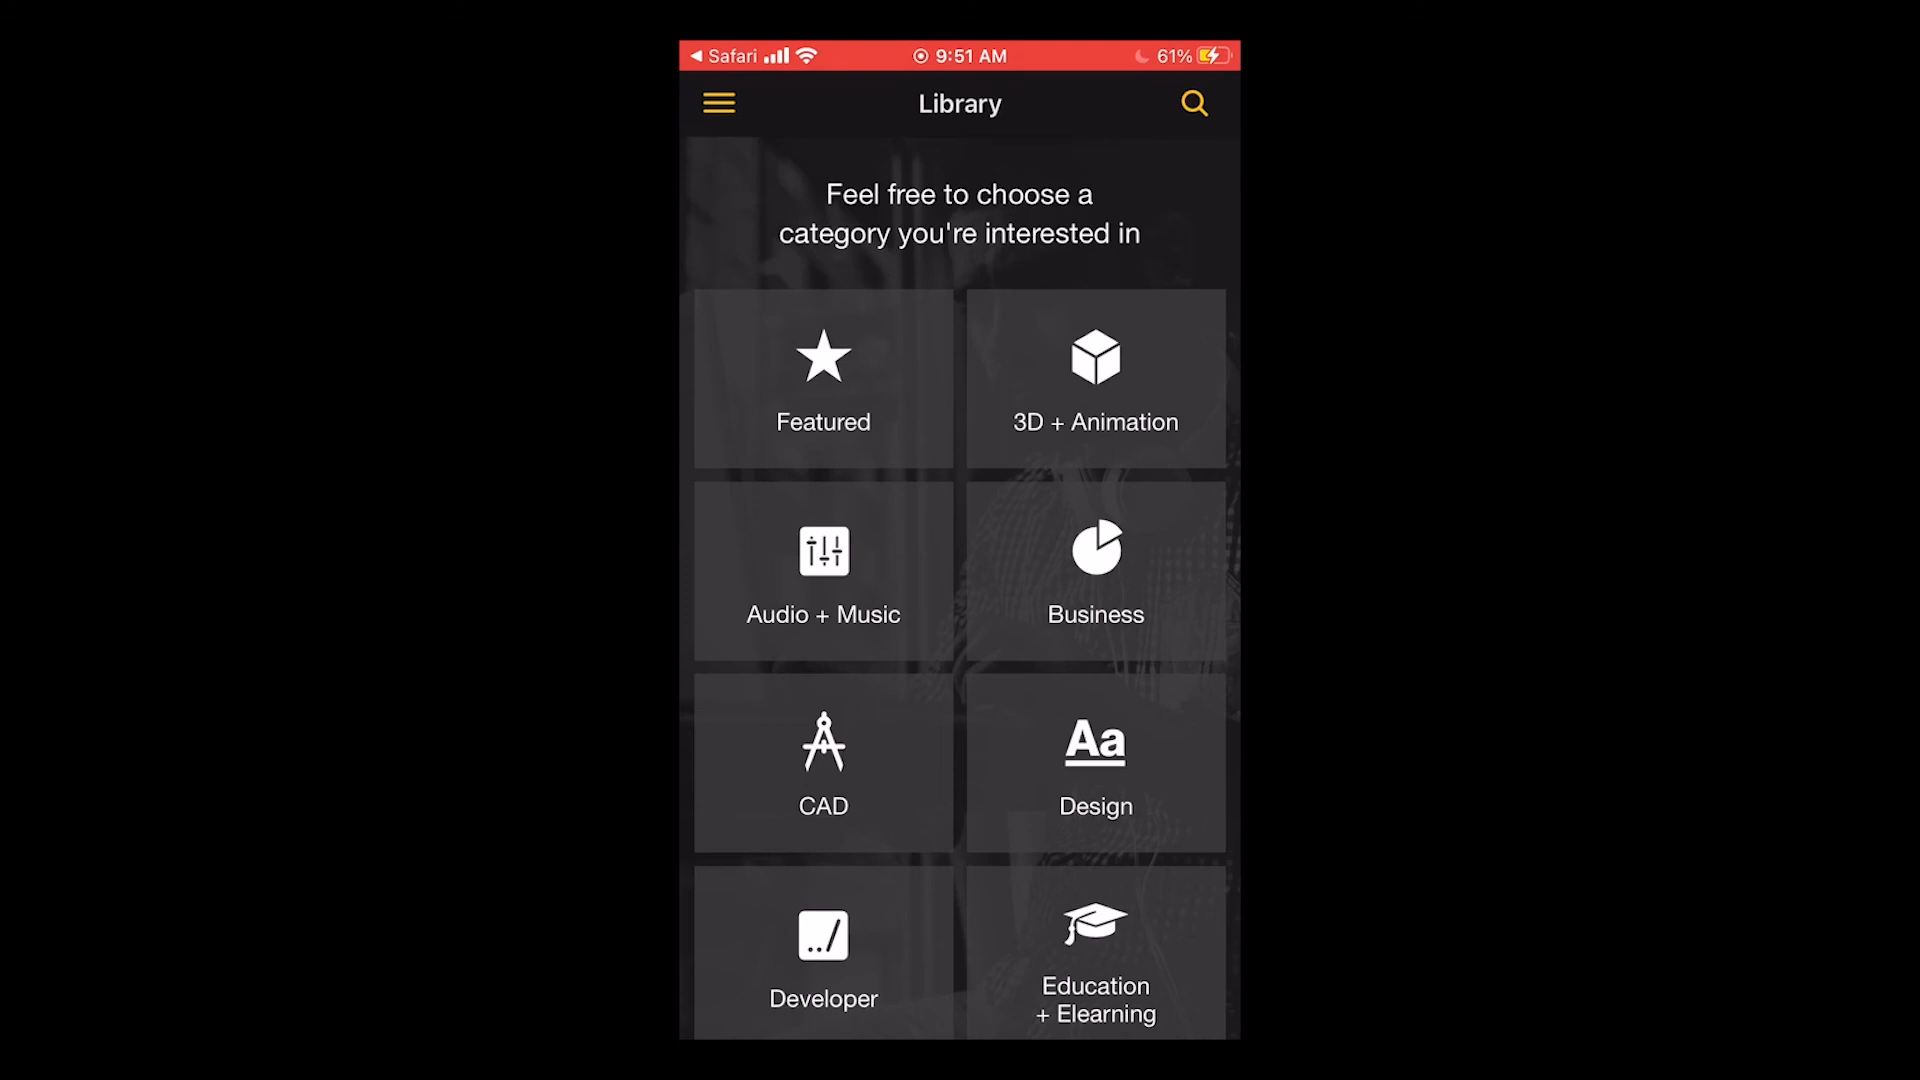 Safari 9:51 AM 61%
Library
Feel free to choose a
category you're interested in
Featured
3D + Animation
Audio + Music
Business
CAD
Aa
Design
../
Developer
Education
+ Elearning